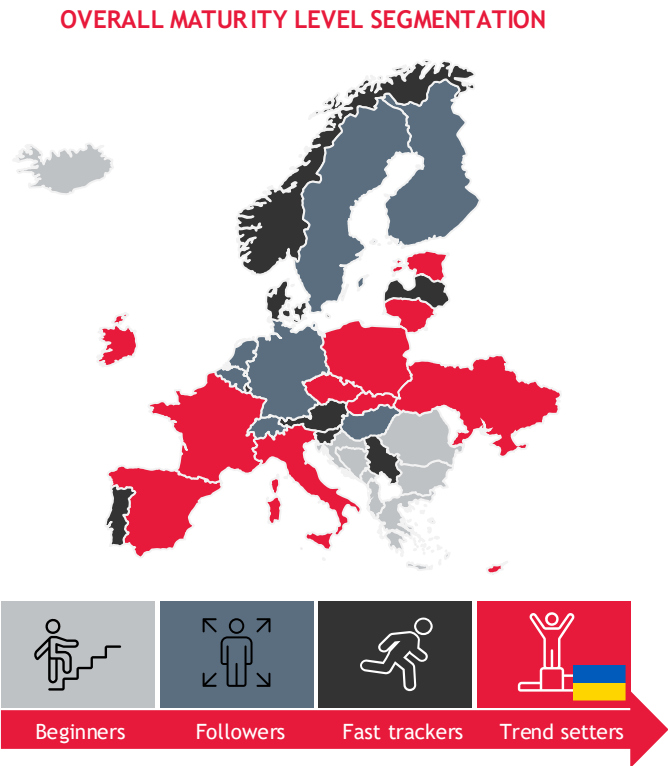 OVERALL MATURITY LEVEL SEGMENTATION
Beginners
Followers
Fast trackers
Trend setters